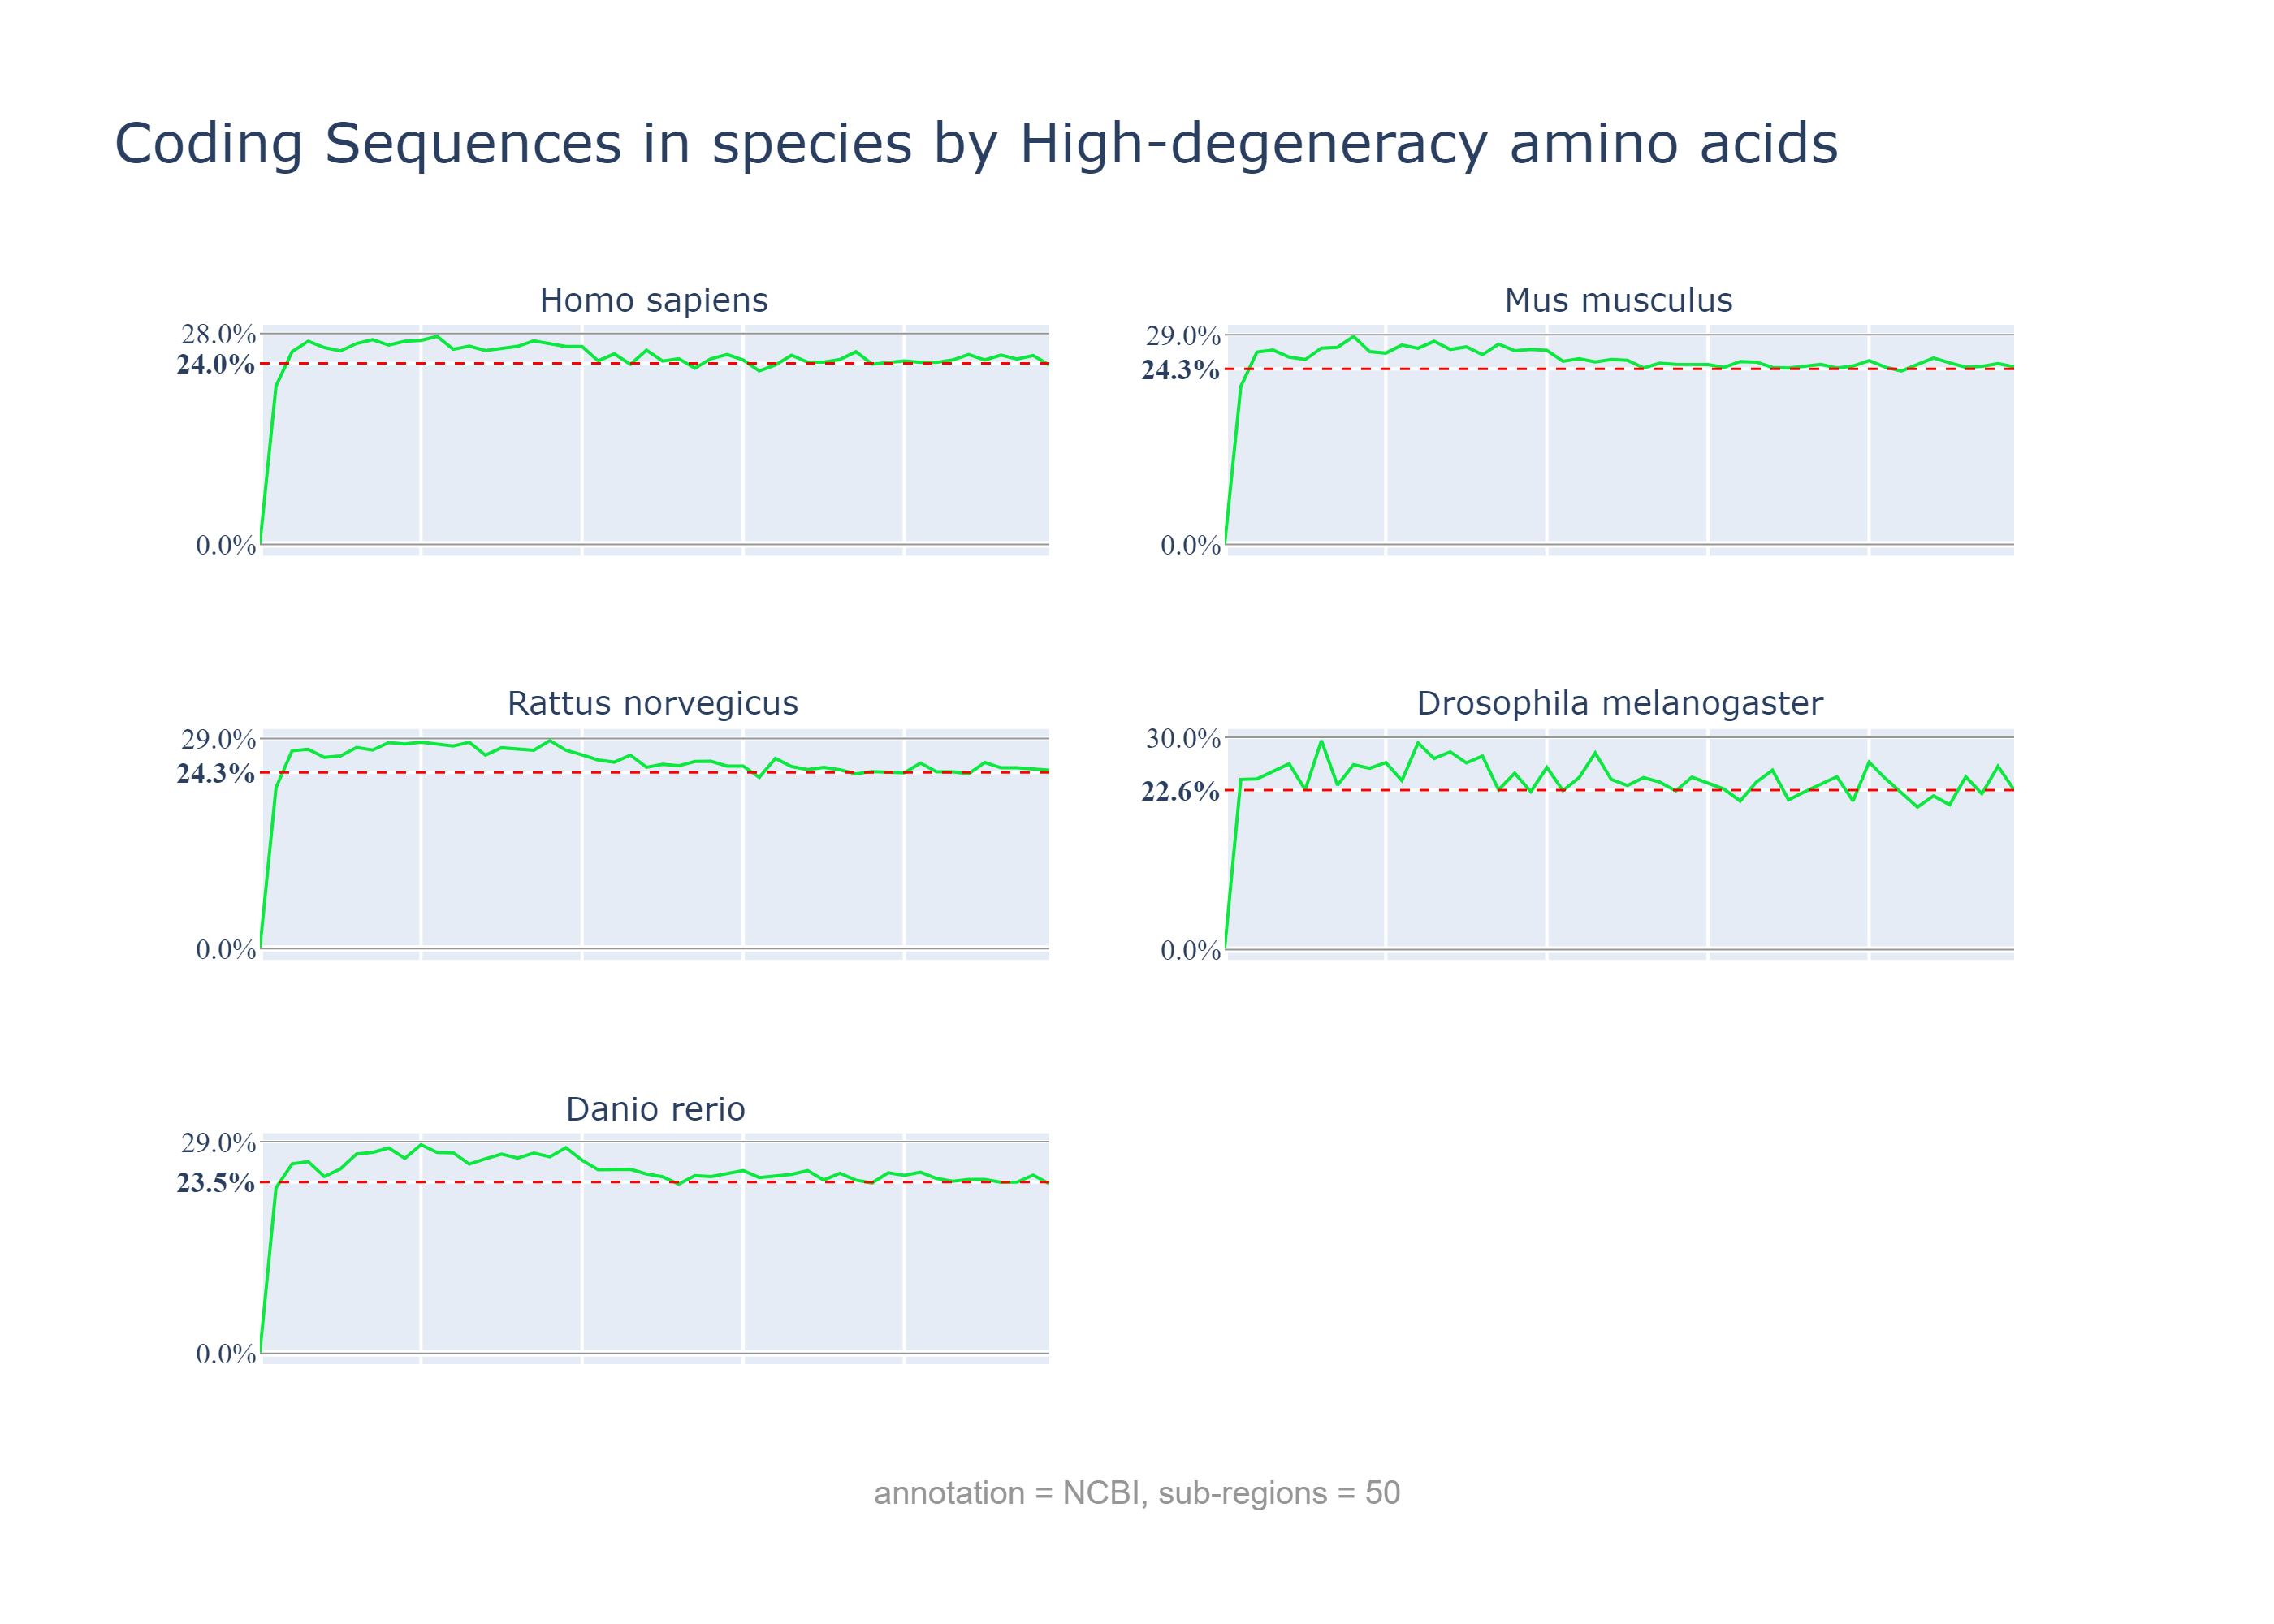 Coding Sequences in species by High-degeneracy amino acids
Homo sapiens
28.0%
24.0%
0.0%
Mus musculus
29.0%
24.3%
0.0%
Rattus norvegicus
29.0%
24.3%
0.0%
Drosophila melanogaster
30.0%
22.6%
0.0%
Danio rerio
29.0%
23.5%
0.0%
annotation = NCBI, sub-regions = 50